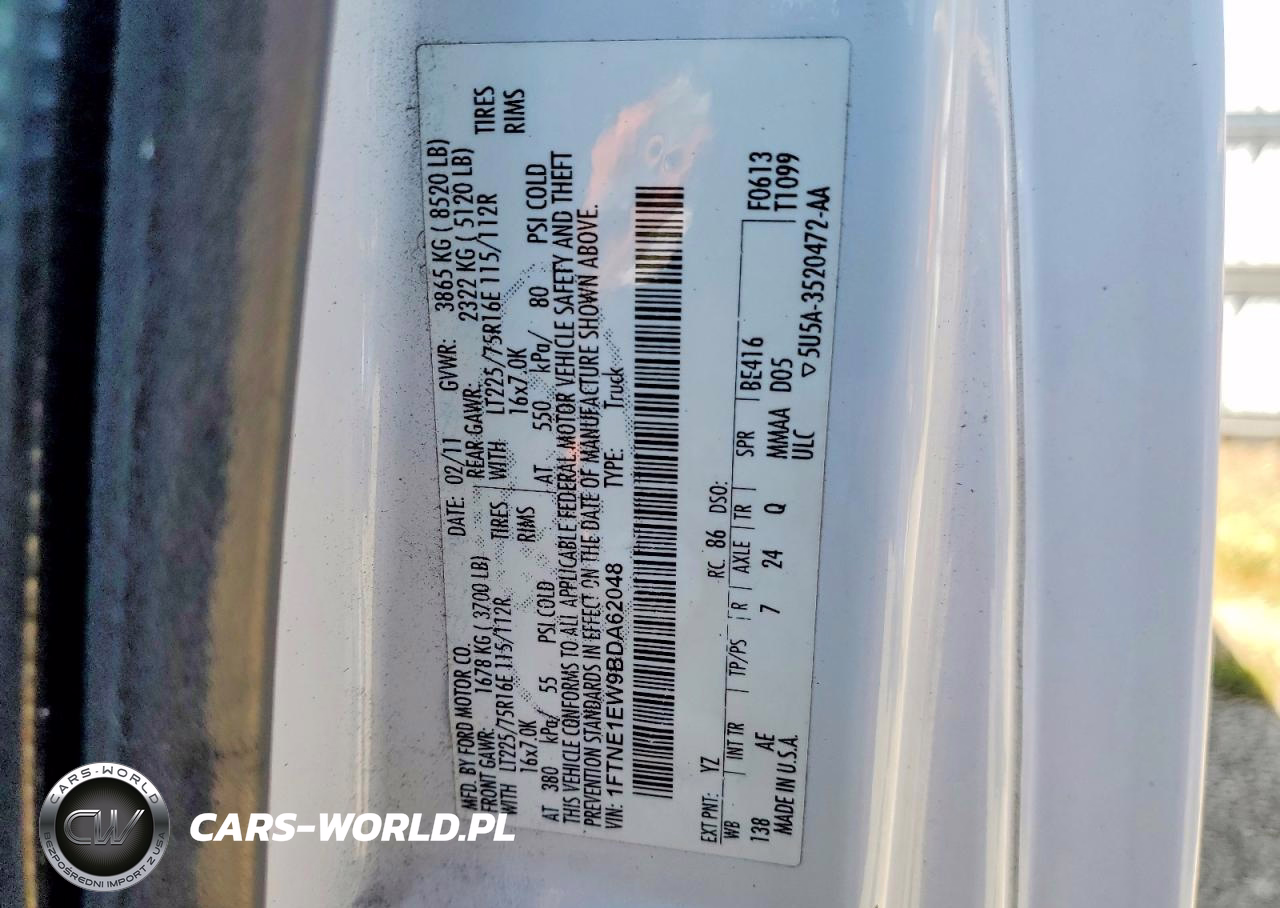 MFD. BY FORD MOTOR CO.
DATE: 02/11 GVWR: 3865 KG ( 8520 LB)
FRONT GAWR: 1678 KG ( 3700 LB) REAR GAWR: 2322 KG ( 5120 LB)
WITH LT225/75R16E 115/112R TIRES WITH LT225/75R16E 115/112R TIRES
16x7.0K RIMS 16x7.0K RIMS
AT 380 kPa/ 55 PSI COLD AT 550 kPa/ 80 PSI COLD
THIS VEHICLE CONFORMS TO ALL APPLICABLE FEDERAL MOTOR VEHICLE SAFETY AND THEFT
PREVENTION STANDARDS IN EFFECT ON THE DATE OF MANUFACTURE SHOWN ABOVE.
VIN: 1FTNE1EW9BDA62048 TYPE: Truck
EXT PNT: YZ RC 86 DSO:
WB INT TR TP/PS R AXLE TR SPR BE416 F0613
138 AE 7 24 Q MMAA D05 T1099
MADE IN U.S.A. ULC
▽5U5A-3520472-AA
CARS-WORLD
CW
BEZPOŚREDNI IMPORT Z USA
CARS-WORLD.PL